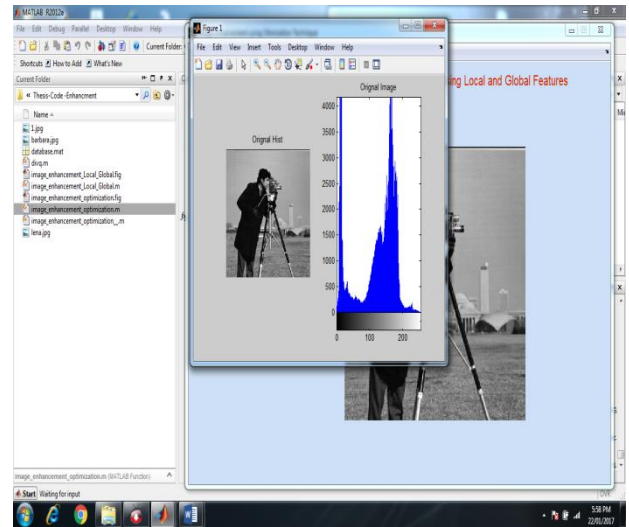 MATLAB R2012a
File Edit Debug Parallel Desktop Window Help
Current Folder:
Shortcuts How to Add What's New
Current Folder
« Thesis-Code -Enhancment
Name
1.jpg
barbara.jpg
database.mat
divq.m
image_enhancement_Local_Global.fig
image_enhancement_Local_Global.m
image_enhancement_optimization.fig
image_enhancement_optimization.m
image_enhancement_optimization_.m
lena.jpg
image_enhancement_optimization.m (MATLAB Function)
Start Waiting for input
OVR
Figure 1
File Edit View Insert Tools Desktop Window Help
Orignal Hist
Orignal Image
4000
3500
3000
2500
2000
1500
1000
500
0
0 100 200
ing Local and Global Features
5:58 PM
22/01/2017